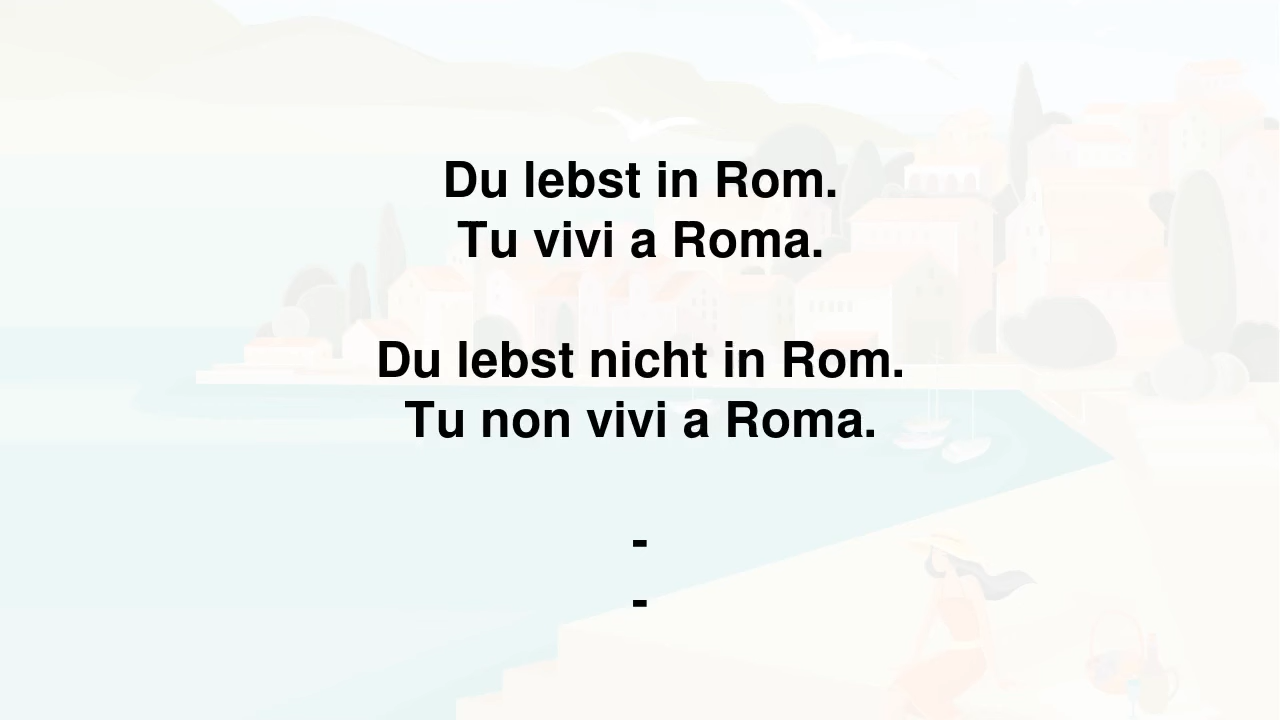 Du lebst in Rom.
Tu vivi a Roma.
Du lebst nicht in Rom.
Tu non vivi a Roma.
-
-